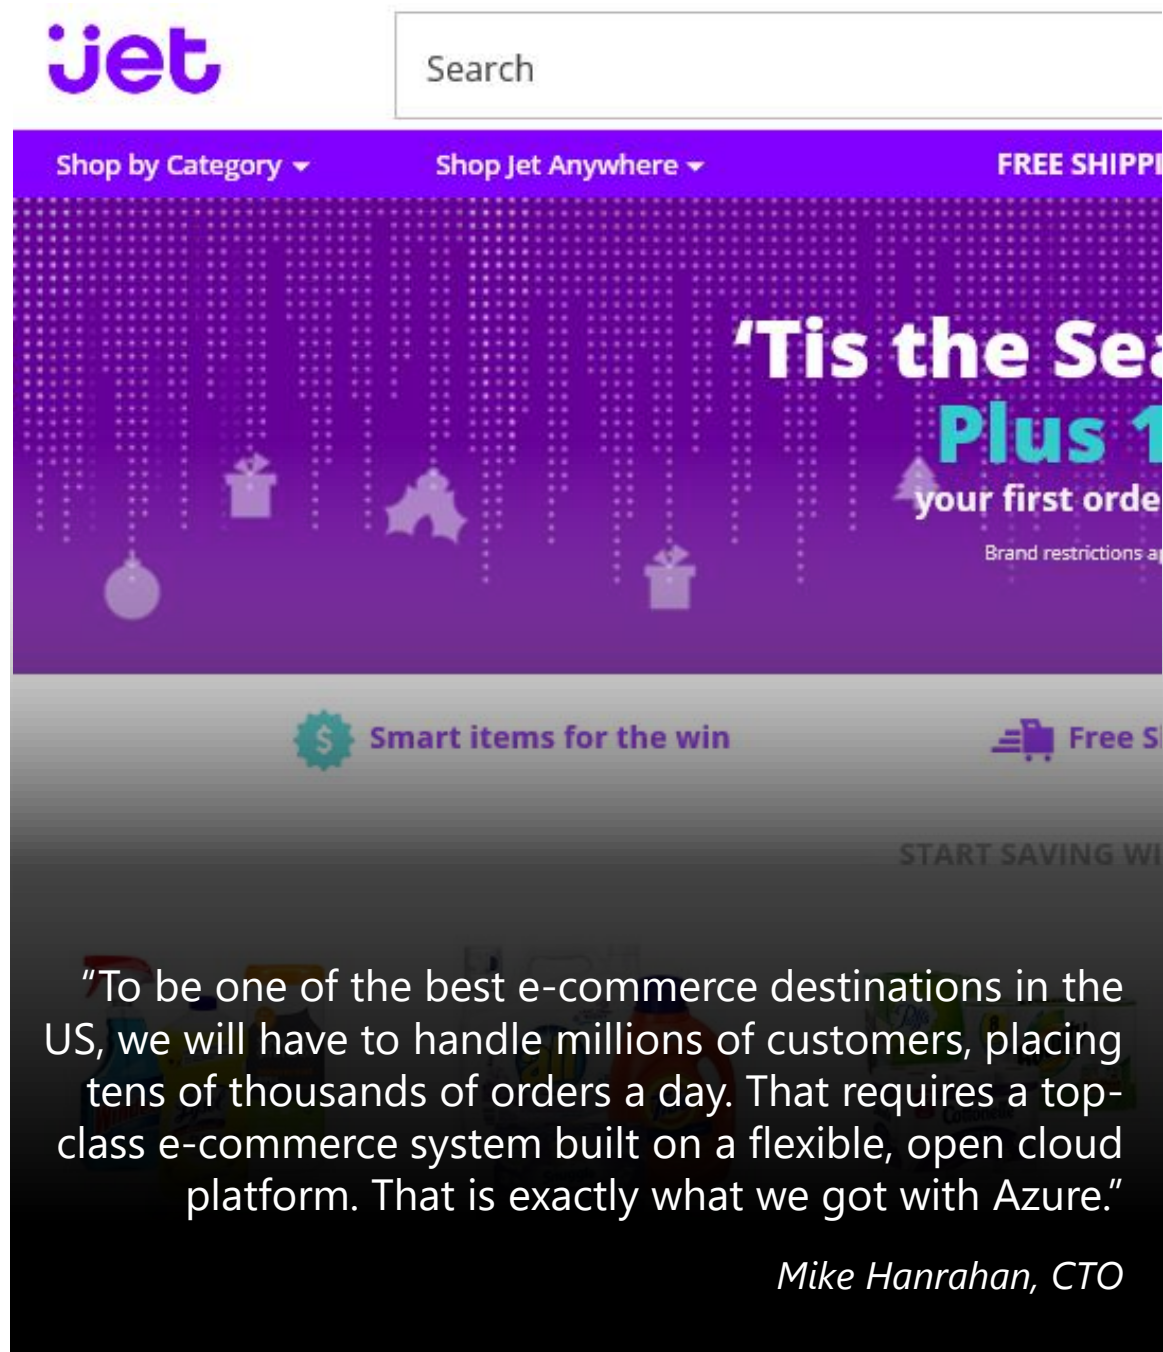 jet
Search
Shop by Category
Shop Jet Anywhere
FREE SHIPPI
'Tis the Sea
Plus 1
your first orde
Brand restrictions ap
Smart items for the win
Free S
START SAVING WI
“To be one of the best e-commerce destinations in the
US, we will have to handle millions of customers, placing
tens of thousands of orders a day. That requires a top-
class e-commerce system built on a flexible, open cloud
platform. That is exactly what we got with Azure.”
Mike Hanrahan, CTO